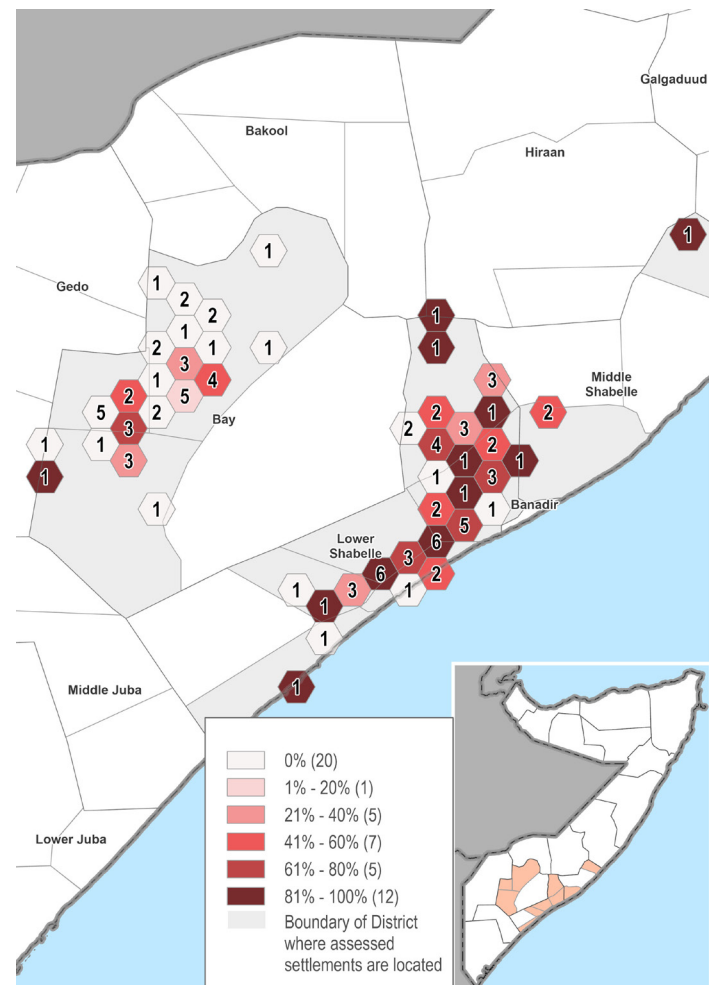 Galgaduud
Bakool
Hiraan
1
1
Gedo
1
2
2 1
1
2 1 1 1
3
1 4 3
Middle
Shabelle
2 5
5 2 2 1 2
Bay
3 2 3
1 1 4 2
3 1 1
1 1 3
1
Banadir
1 2 1
5
Lower
Shabelle
6
3
6 2
1 3 1
1
1
1
Middle Juba
Lower Juba
0% (20)
1% - 20% (1)
21% - 40% (5)
41% - 60% (7)
61% - 80% (5)
81% - 100% (12)
Boundary of District
where assessed
settlements are located